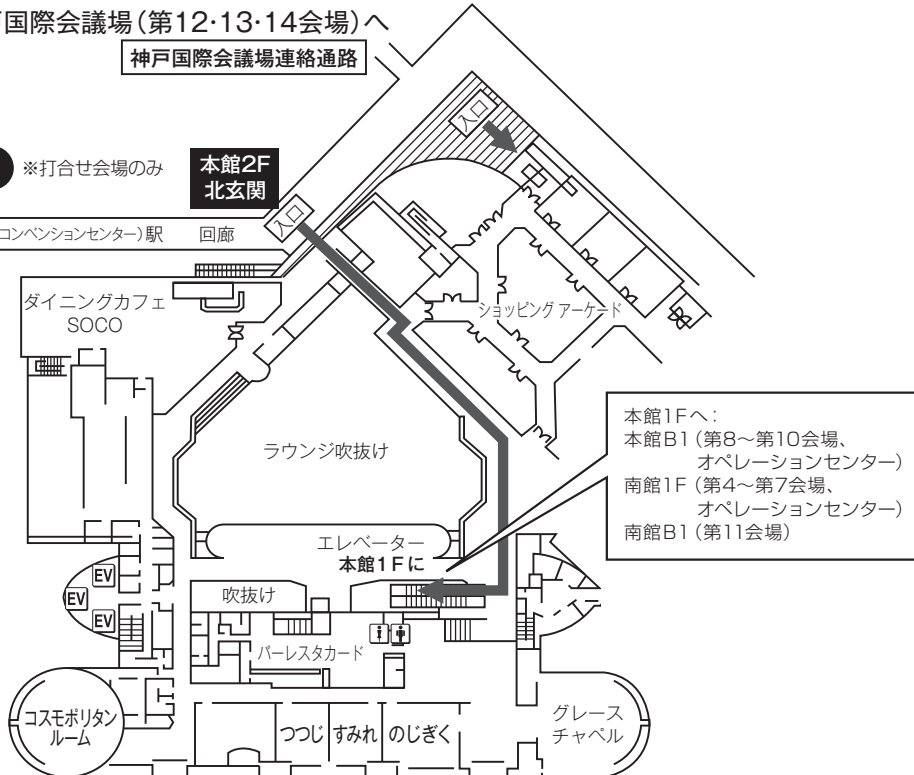 国際会議場(第12・13・14会場)へ
神戸国際会議場連絡通路
入口
※打合せ会場のみ
本館2F
北玄関
入口
コンベンションセンター)駅
回廊
ダイニングカフェ
SOCO
ショッピング アーケード
本館1Fへ:
本館B1(第8〜第10会場、
オペレーションセンター)
南館1F(第4〜第7会場、
オペレーションセンター)
南館B1(第11会場)
ラウンジ吹抜け
エレベーター
本館1Fに
EV
EV
EV
吹抜け
バーレスタカード
コスモポリタン
ルーム
つつじ
すみれ
のじぎく
グレース
チャペル